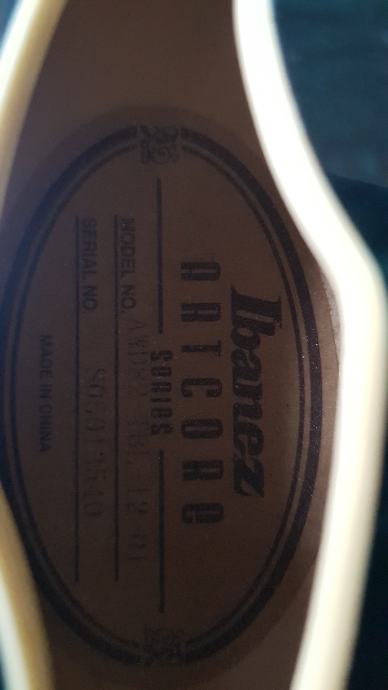 Ibanez
ARTCORE
SERIES
MODEL NO.
SERIAL NO.
MADE IN CHINA